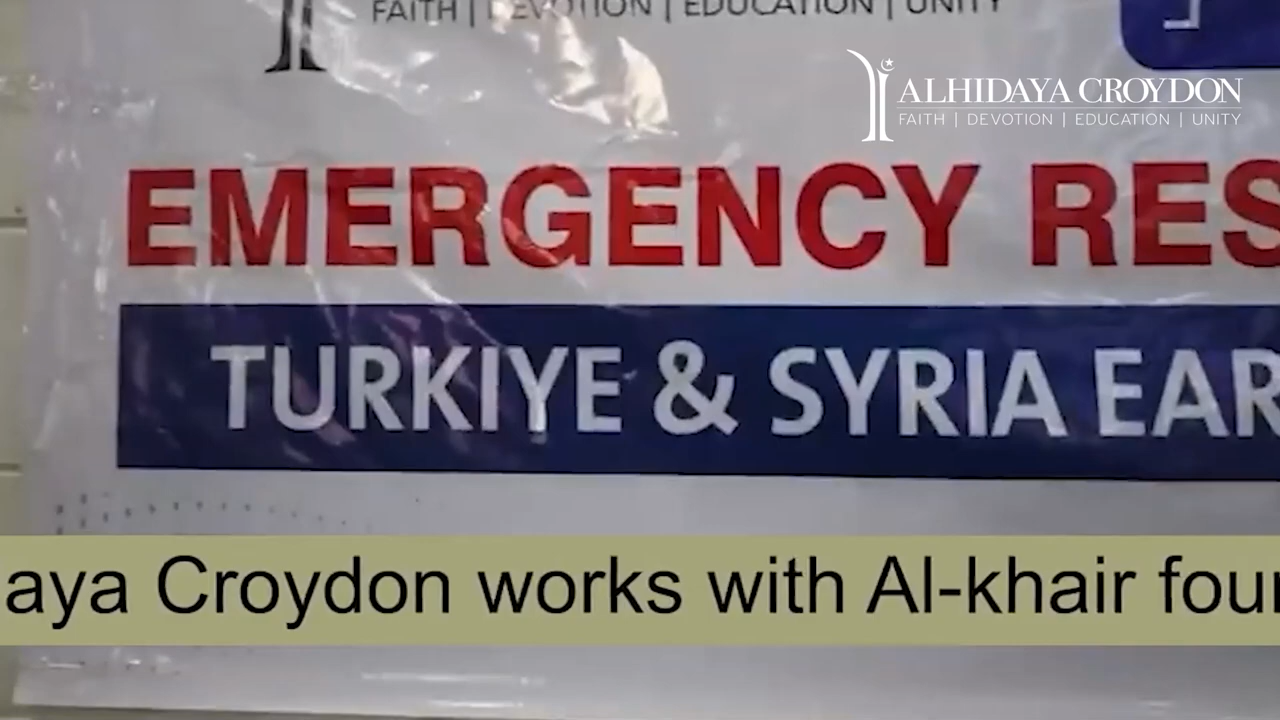 FAITH | DEVOTION | EDUCATION | UNITY
ALHIDAYA CROYDON
FAITH | DEVOTION | EDUCATION | UNITY
EMERGENCY RES
TURKIYE & SYRIA EAR
aya Croydon works with Al-khair four